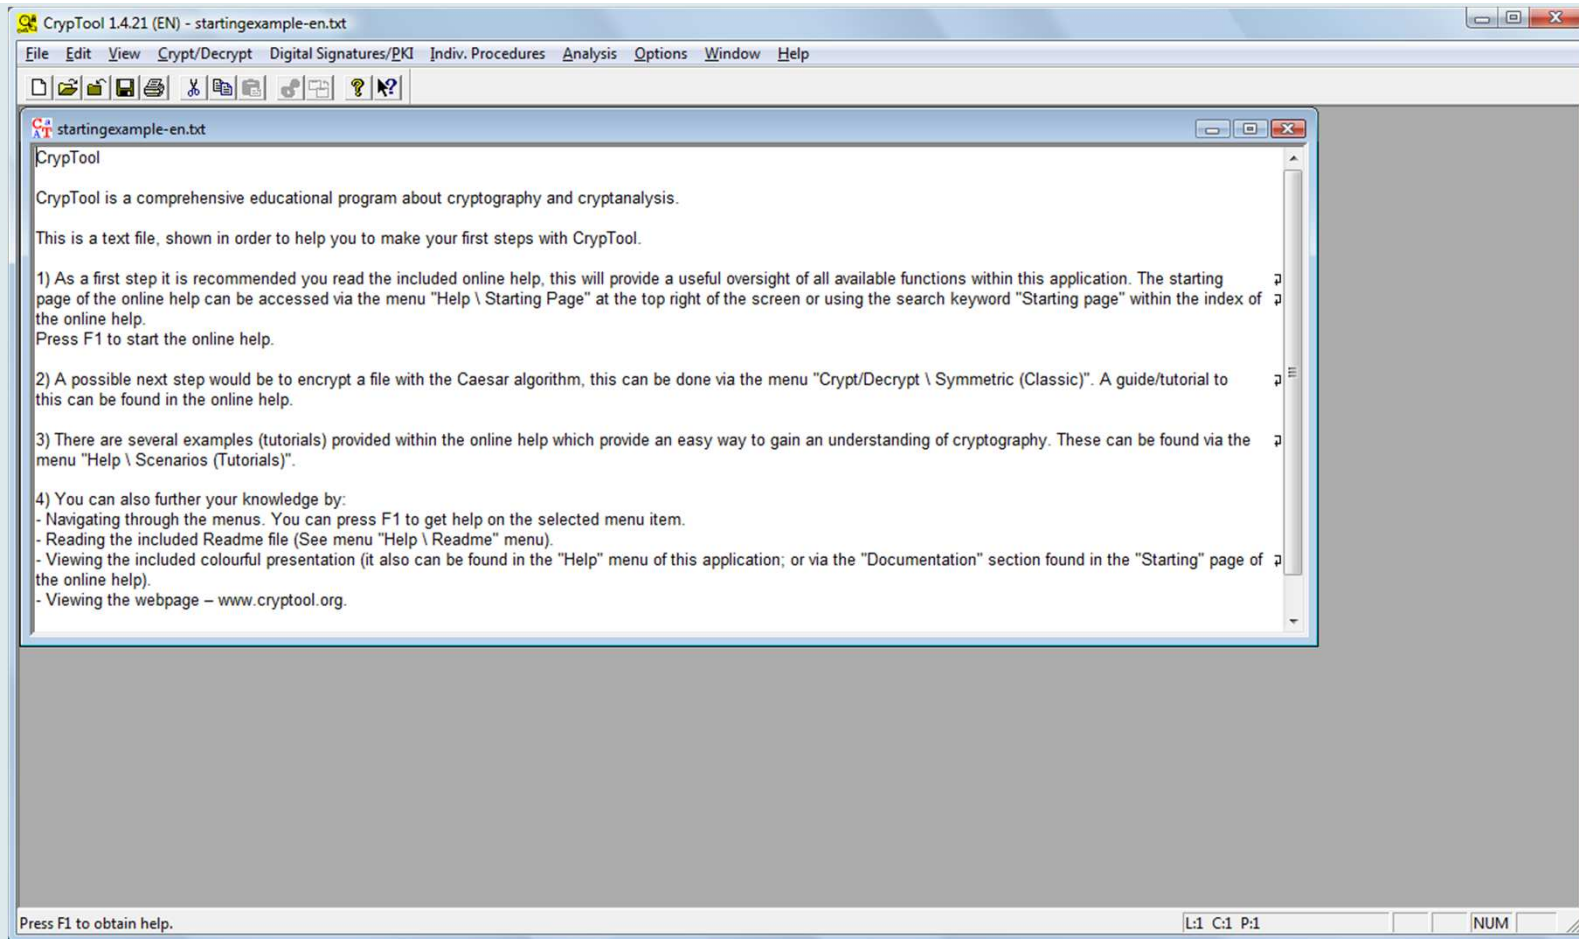 CrypTool 1.4.21 (EN) - startingexample-en.txt
File Edit View Crypt/Decrypt Digital Signatures/PKI Indiv. Procedures Analysis Options Window Help
startingexample-en.txt
CrypTool
CrypTool is a comprehensive educational program about cryptography and cryptanalysis.
This is a text file, shown in order to help you to make your first steps with CrypTool.
1) As a first step it is recommended you read the included online help, this will provide a useful oversight of all available functions within this application. The starting
page of the online help can be accessed via the menu "Help \ Starting Page" at the top right of the screen or using the search keyword "Starting page" within the index of
the online help.
Press F1 to start the online help.
2) A possible next step would be to encrypt a file with the Caesar algorithm, this can be done via the menu "Crypt/Decrypt \ Symmetric (Classic)". A guide/tutorial to
this can be found in the online help.
3) There are several examples (tutorials) provided within the online help which provide an easy way to gain an understanding of cryptography. These can be found via the
menu "Help \ Scenarios (Tutorials)".
4) You can also further your knowledge by:
- Navigating through the menus. You can press F1 to get help on the selected menu item.
- Reading the included Readme file (See menu "Help \ Readme" menu).
- Viewing the included colourful presentation (it also can be found in the "Help" menu of this application; or via the "Documentation" section found in the "Starting" page of
the online help).
- Viewing the webpage – www.cryptool.org.
Press F1 to obtain help.
L:1 C:1 P:1
NUM